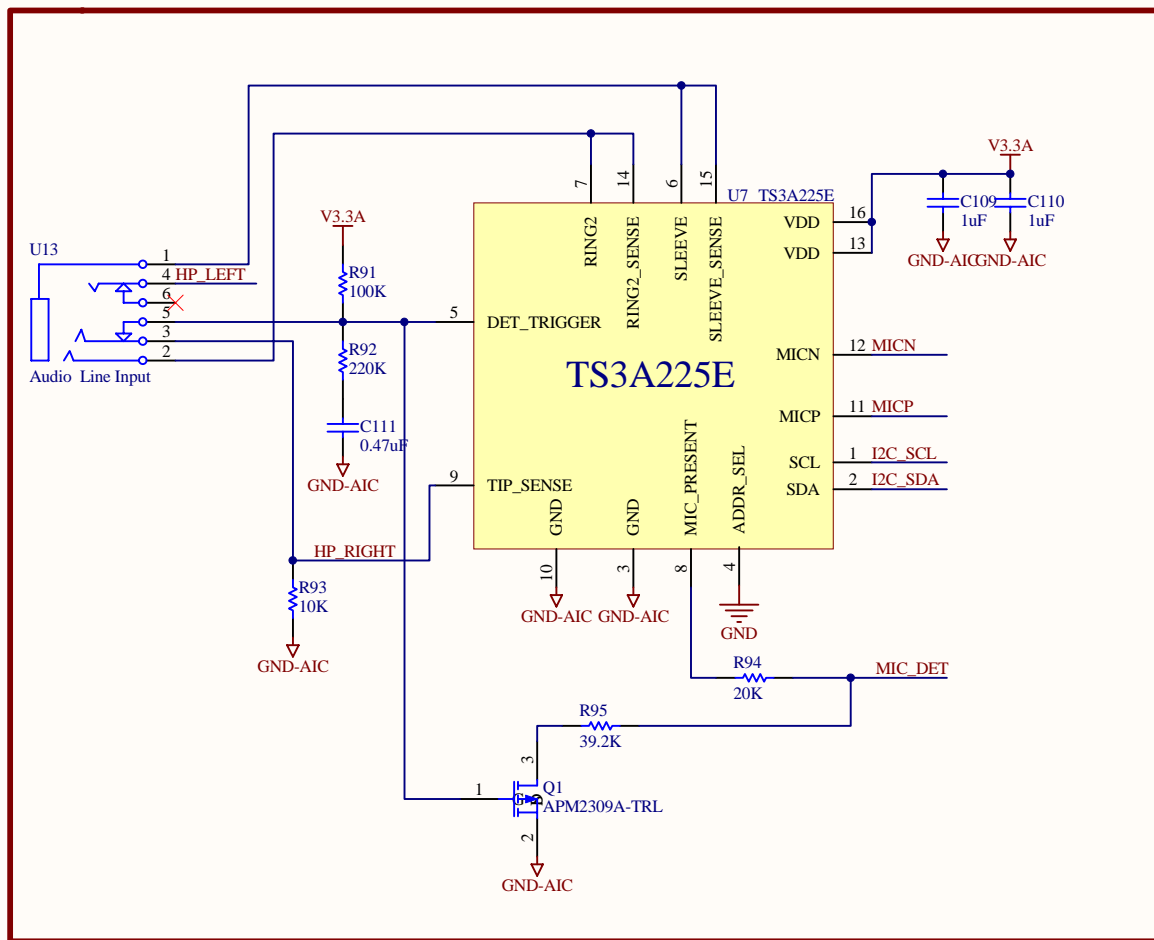 7
14
6
15
U7 TS3A225E
V3.3A
RING2
RING2_SENSE
SLEEVE
SLEEVE_SENSE
VDD
16
VDD
13
C109
1uF
C110
1uF
GND-AIC
GND-AIC
V3.3A
U13
1
4 HP_LEFT
6
5
3
2
Audio Line Input
R91
100K
R92
220K
C111
0.47uF
GND-AIC
5
DET_TRIGGER
TS3A225E
MICN
12 MICN
MICP
11 MICP
SCL
1 I2C_SCL
SDA
2 I2C_SDA
9
TIP_SENSE
GND
GND
MIC_PRESENT
ADDR_SEL
HP_RIGHT
10
3
8
4
R93
10K
GND-AIC
GND-AIC
GND-AIC
GND
R94
20K
MIC_DET
R95
39.2K
3
1
Q1
APM2309A-TRL
2
GND-AIC